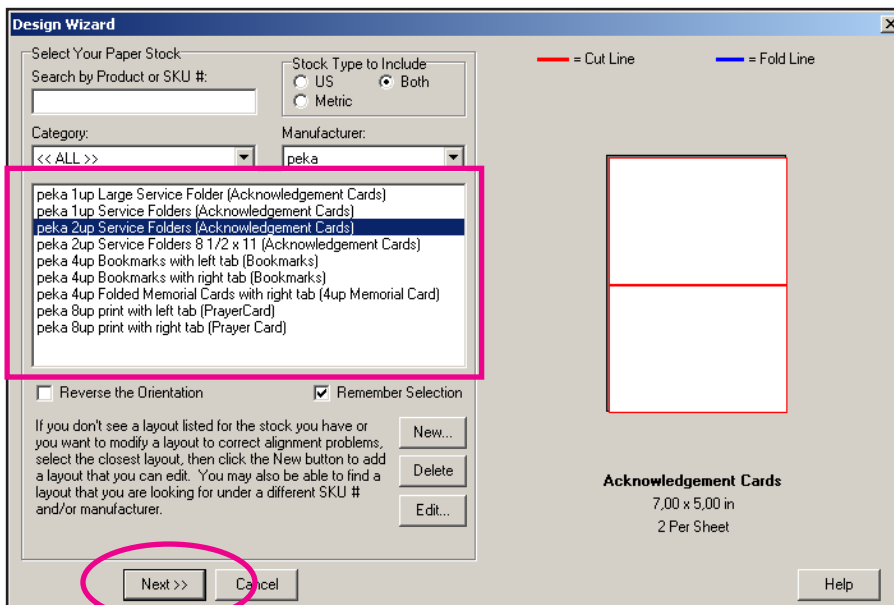 Design Wizard
Select Your Paper Stock
Search by Product or SKU #:
Stock Type to Include
US
Both
Metric
Category:
Manufacturer:
<< ALL >>
peka
peka 1up Large Service Folder (Acknowledgement Cards)
peka 1up Service Folders (Acknowledgement Cards)
peka 2up Service Folders (Acknowledgement Cards)
peka 2up Service Folders 8 1/2 x 11 (Acknowledgement Cards)
peka 4up Bookmarks with left tab (Bookmarks)
peka 4up Bookmarks with right tab (Bookmarks)
peka 4up Folded Memorial Cards with right tab (4up Memorial Card)
peka 8up print with left tab (PrayerCard)
peka 8up print with right tab (Prayer Card)
Reverse the Orientation
Remember Selection
If you don't see a layout listed for the stock you have or
you want to modify a layout to correct alignment problems,
select the closest layout, then click the New button to add
a layout that you can edit. You may also be able to find a
layout that you are looking for under a different SKU #
and/or manufacturer.
New...
Delete
Edit...
Next >>
Cancel
= Cut Line
= Fold Line
Acknowledgement Cards
7,00 x 5,00 in
2 Per Sheet
Help